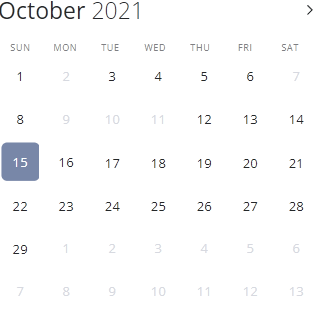 October 2021 >
SUN MON TUE WED THU FRI SAT
1 2 3 4 5 6 7
8 9 10 11 12 13 14
15 16 17 18 19 20 21
22 23 24 25 26 27 28
29 1 2 3 4 5 6
7 8 9 10 11 12 13